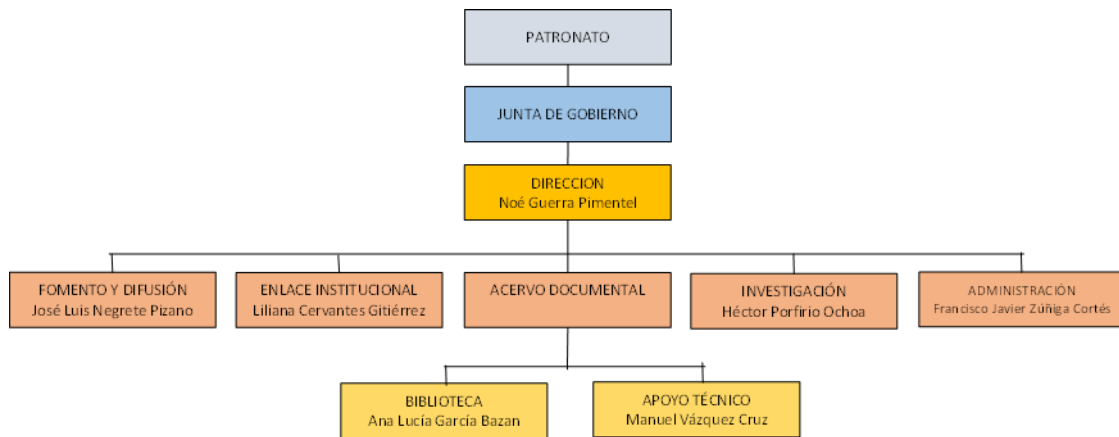 PATRONATO
JUNTA DE GOBIERNO
DIRECCION
Noé Guerra Pimentel
FOMENTO Y DIFUSIÓN
José Luis Negrete Pizano
ENLACE INSTITUCIONAL
Liliana Cervantes Gitiérrez
ACERVO DOCUMENTAL
INVESTIGACIÓN
Héctor Porfirio Ochoa
ADMINISTRACIÓN
Francisco Javier Zúñiga Cortés
BIBLIOTECA
Ana Lucía García Bazan
APOYO TÉCNICO
Manuel Vázquez Cruz